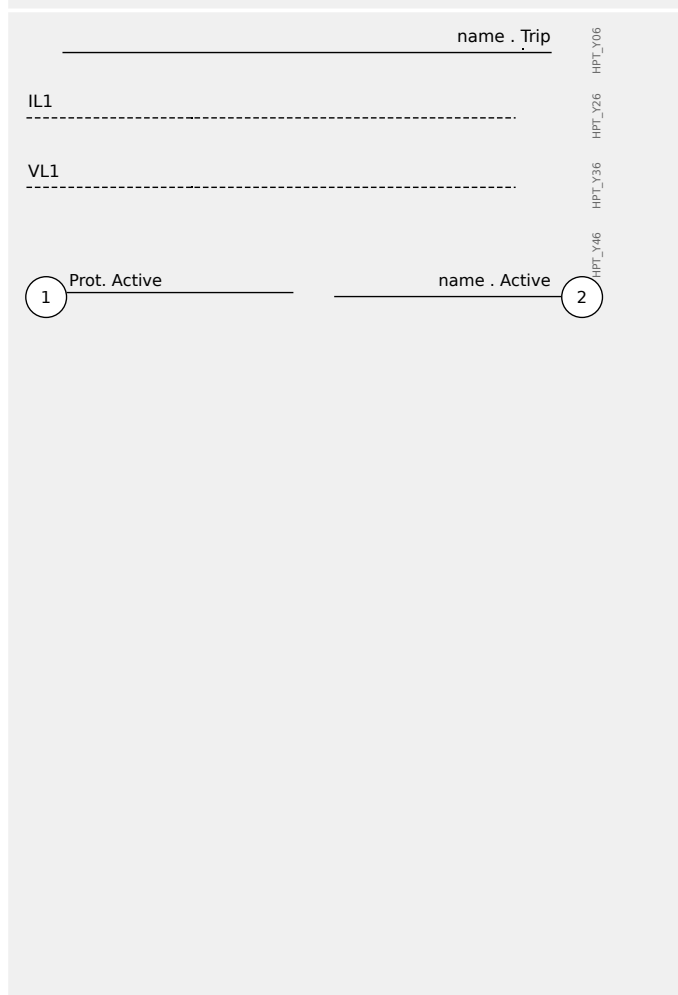 name . Trip
HPT_Y06
IL1
HPT_Y26
VL1
HPT_Y36
HPT_Y46
1
Prot. Active
name . Active
2